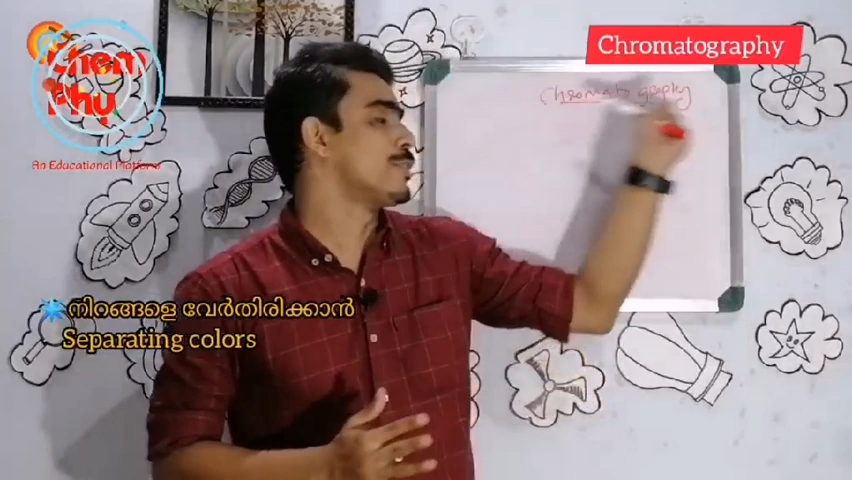 Chem
Phy
An Educational Platform
Chromatography
Chromatography
നിറങ്ങളെ വേർതിരിക്കാൻ
Separating colors